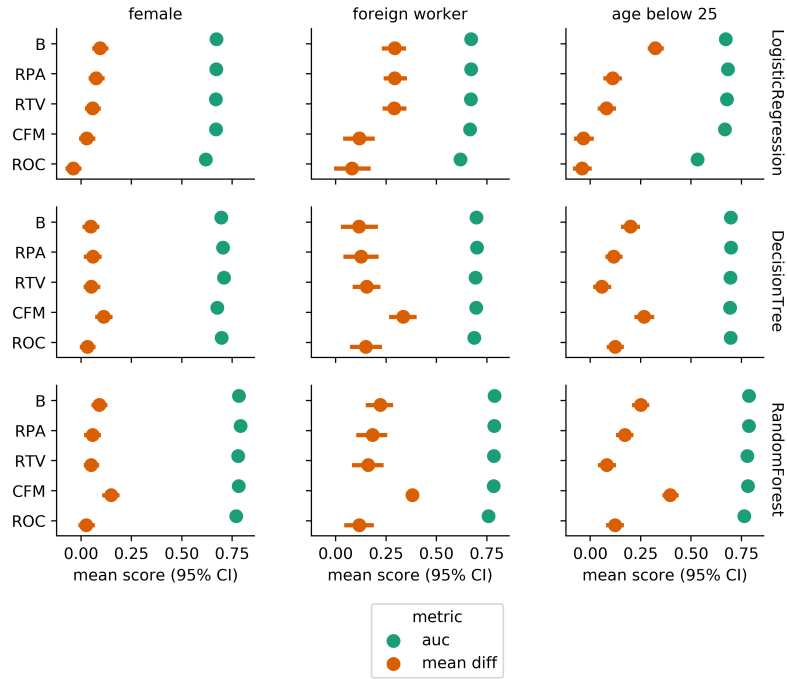 female foreign worker age below 25
B
RPA
RTV
CFM
ROC
LogisticRegression
B
RPA
RTV
CFM
ROC
DecisionTree
B
RPA
RTV
CFM
ROC
RandomForest
0.00 0.25 0.50 0.75 0.00 0.25 0.50 0.75 0.00 0.25 0.50 0.75
mean score (95% CI) mean score (95% CI) mean score (95% CI)
metric
auc
mean diff